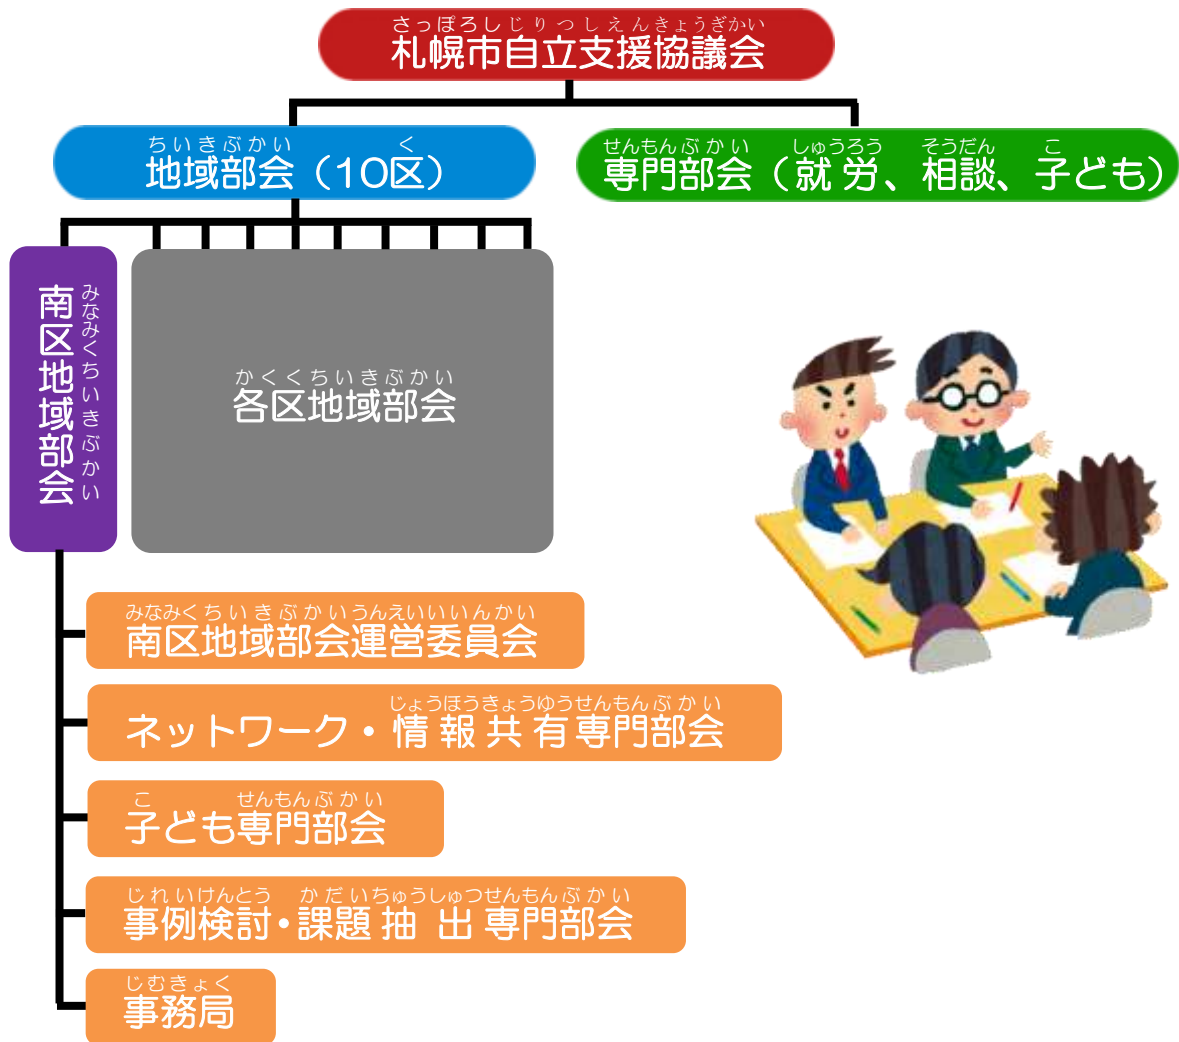 さっぽろしじりつしえんきょうぎかい
札幌市自立支援協議会
ちいきぶかい　く
地域部会（10区）
せんもんぶかい　しゅうろう　そうだん　こ
専門部会（就労、相談、子ども）
みなみくちいきぶかい
南区地域部会
かくくちいきぶかい
各区地域部会
みなみくちいきぶかいうんえいいいんかい
南区地域部会運営委員会
じょうほうきょうゆうせんもんぶかい
ネットワーク・情報共有専門部会
こ　せんもんぶかい
子ども専門部会
じれいけんとう　かだいちゅうしゅつせんもんぶかい
事例検討・課題抽出専門部会
じむきょく
事務局